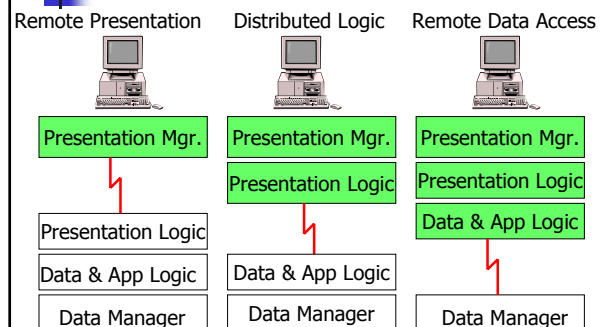 Remote Presentation
Distributed Logic
Remote Data Access
Presentation Mgr.
Presentation Logic
Data & App Logic
Data Manager
Presentation Mgr.
Presentation Logic
Data & App Logic
Data Manager
Presentation Mgr.
Presentation Logic
Data & App Logic
Data Manager